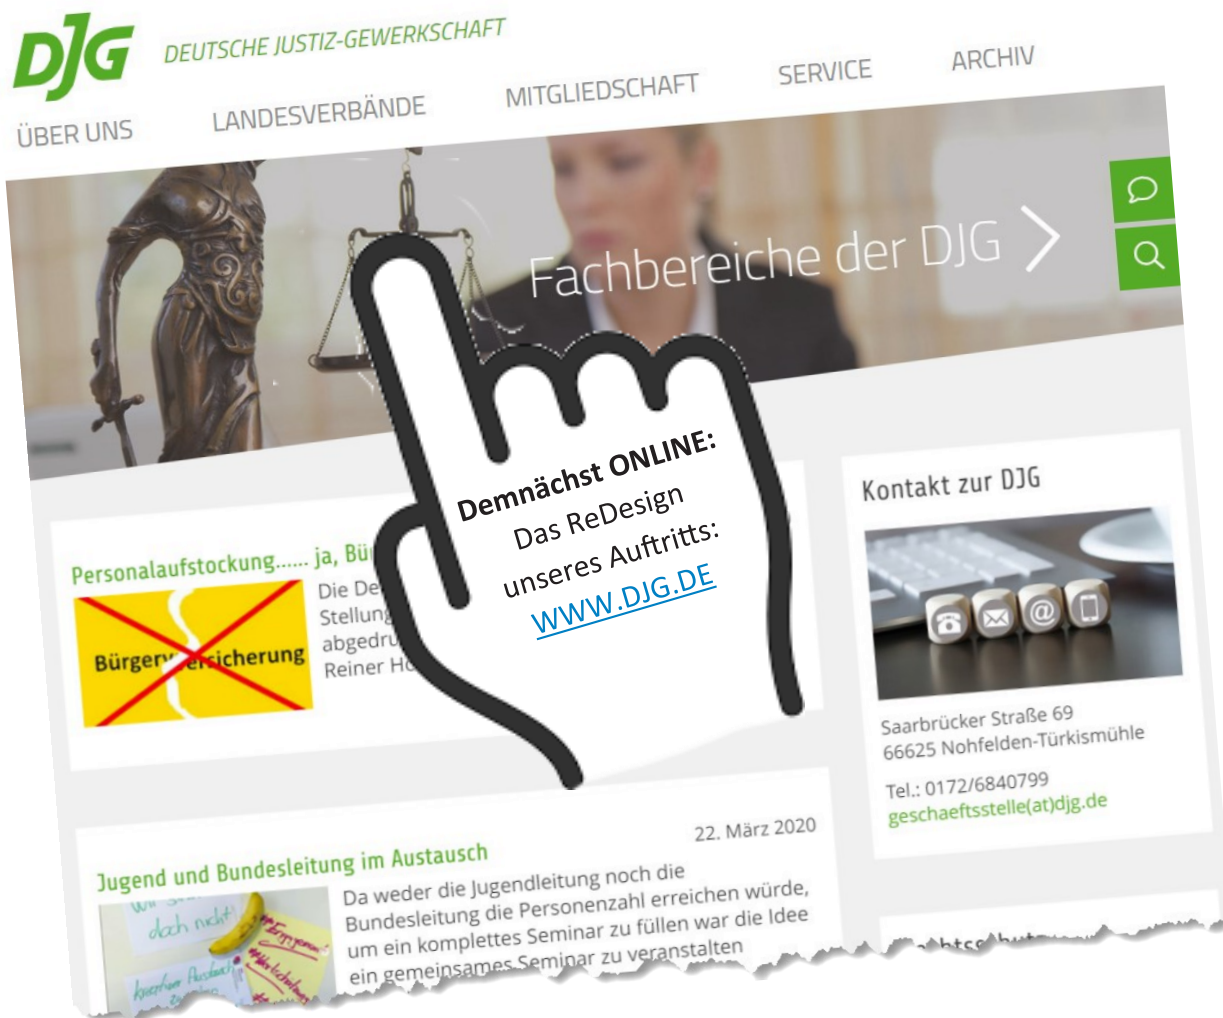 DJG
DEUTSCHE JUSTIZ-GEWERKSCHAFT
ÜBER UNS
LANDESVERBÄNDE
MITGLIEDSCHAFT
SERVICE
ARCHIV
Fachbereiche der DJG
Demnächst ONLINE:
Das ReDesign
unseres Auftritts:
WWW.DJG.DE
Personalaufstockung...... ja, Bü
Bürgerversicherung
Die De
Stellung
abgedru
Reiner Ho
Kontakt zur DJG
Saarbrücker Straße 69
66625 Nohfelden-Türkismühle
Tel.: 0172/6840799
geschaeftsstelle(at)djg.de
22. März 2020
Jugend und Bundesleitung im Austausch
doch nicht
Da weder die Jugendleitung noch die
Bundesleitung die Personenzahl erreichen würde,
um ein komplettes Seminar zu füllen war die Idee
ein gemeinsames Seminar zu veranstalten